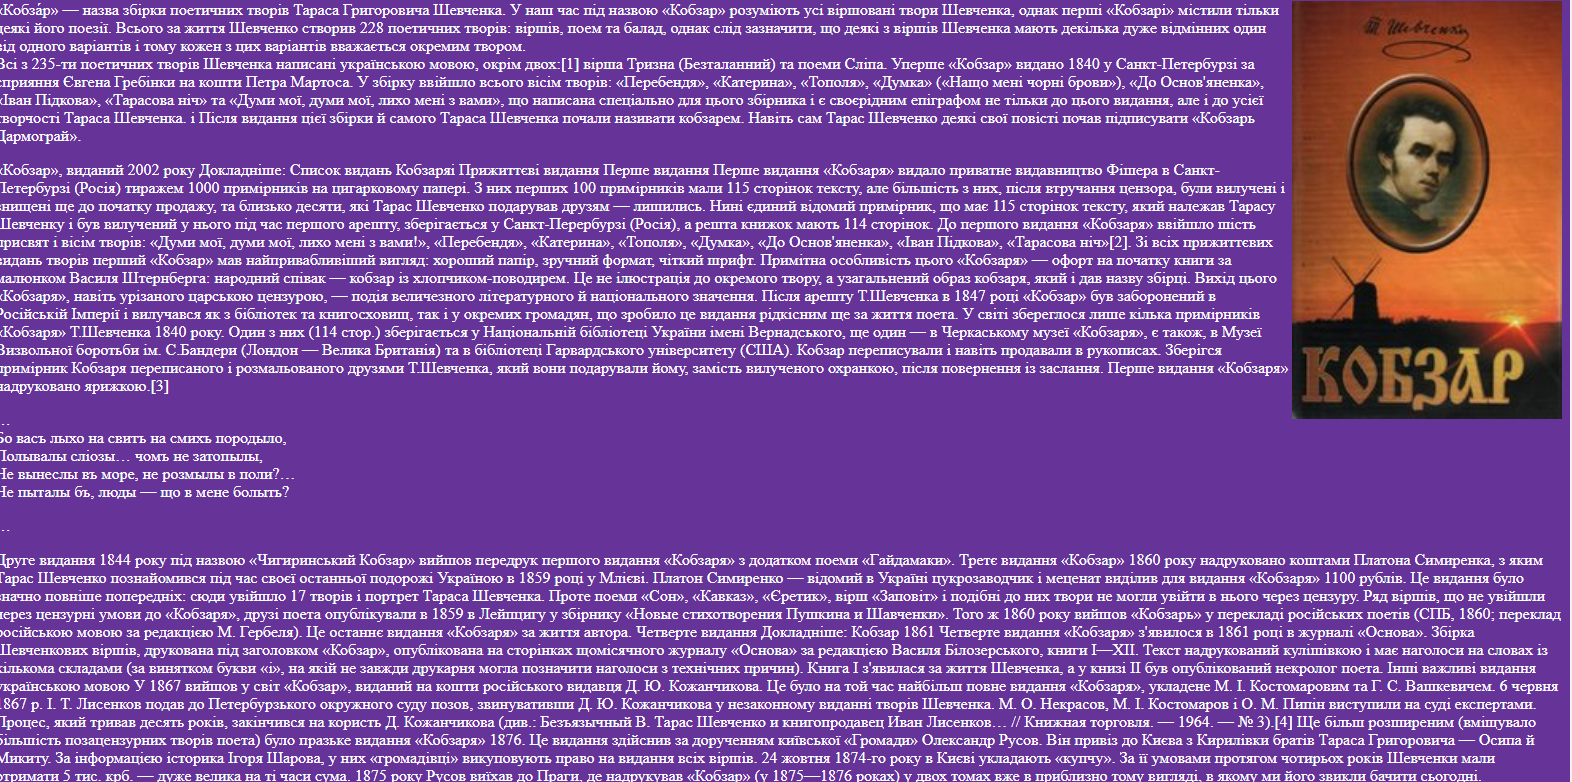 «Кобза́р» — назва збірки поетичних творів Тараса Григоровича Шевченка. У наш час під назвою «Кобзар» розуміють усі віршовані твори Шевченка, однак перші «Кобзарі» містили тільки
деякі його поезії. Всього за життя Шевченко створив 228 поетичних творів: віршів, поем та балад, однак слід зазначити, що деякі з віршів Шевченка мають декілька дуже відмінних один
від одного варіантів і тому кожен з цих варіантів вважається окремим твором.
Всі з 235-ти поетичних творів Шевченка написані українською мовою, окрім двох:[1] вірша Тризна (Безталанний) та поеми Сліпа. Уперше «Кобзар» видано 1840 у Санкт-Петербурзі за
сприяння Євгена Гребінки на кошти Петра Мартоса. У збірку ввійшло всього вісім творів: «Перебендя», «Катерина», «Тополя», «Думка» («Нащо мені чорні брови»), «До Основ'яненка»,
«Іван Підкова», «Тарасова ніч» та «Думи мої, думи мої, лихо мені з вами», що написана спеціально для цього збірника і є своєрідним епіграфом не тільки до цього видання, але і до усієї
творчості Тараса Шевченка. і Після видання цієї збірки й самого Тараса Шевченка почали називати кобзарем. Навіть сам Тарас Шевченко деякі свої повісті почав підписувати «Кобзарь
Дармограй».
«Кобзар», виданий 2002 року Докладніше: Список видань Кобзаряі Прижиттєві видання Перше видання Перше видання «Кобзаря» видало приватне видавництво Фішера в Санкт-
Петербурзі (Росія) тиражем 1000 примірників на цигарковому папері. З них перших 100 примірників мали 115 сторінок тексту, але більшість з них, після втручання цензора, були вилучені і
знищені ще до початку продажу, та близько десяти, які Тарас Шевченко подарував друзям — лишились. Нині єдиний відомий примірник, що має 115 сторінок тексту, який належав Тарасу
Шевченку і був вилучений у нього під час першого арешту, зберігається у Санкт-Перербурзі (Росія), а решта книжок мають 114 сторінок. До першого видання «Кобзаря» ввійшло шість
присвят і вісім творів: «Думи мої, думи мої, лихо мені з вами!», «Перебендя», «Катерина», «Тополя», «Думка», «До Основ'яненка», «Іван Підкова», «Тарасова ніч»[2]. Зі всіх прижиттєвих
видань творів перший «Кобзар» мав найпривабливіший вигляд: хороший папір, зручний формат, чіткий шрифт. Примітна особливість цього «Кобзаря» — офорт на початку книги за
малюнком Василя Штернберга: народний співак — кобзар із хлопчиком-поводирем. Це не ілюстрація до окремого твору, а узагальнений образ кобзаря, який і дав назву збірці. Вихід цього
«Кобзаря», навіть урізаного царською цензурою, — подія величезного літературного й національного значення. Після арешту Т.Шевченка в 1847 році «Кобзар» був заборонений в
Російській Імперії і вилучався як з бібліотек та книгосховищ, так і у окремих громадян, що зробило це видання рідкісним ще за життя поета. У світі збереглося лише кілька примірників
«Кобзаря» Т.Шевченка 1840 року. Один з них (114 стор.) зберігається у Національній бібліотеці України імені Вернадського, ще один — в Черкаському музеї «Кобзаря», є також, в Музеї
Визвольної боротьби ім. С.Бандери (Лондон — Велика Британія) та в бібліотеці Гарвардського університету (США). Кобзар переписували і навіть продавали в рукописах. Зберігся
примірник Кобзаря переписаного і розмальованого друзями Т.Шевченка, який вони подарували йому, замість вилученого охранкою, після повернення із заслання. Перше видання «Кобзаря»
надруковано ярижкою.[3]
…
Бо васъ лыхо на свитъ на смихъ породыло,
Полывалы слiозы… чомъ не затопылы,
Не вынеслы въ море, не розмылы в поли?…
Не пыталы бъ, люды — що в мене болыть?
…
Друге видання 1844 року під назвою «Чигиринський Кобзар» вийшов передрук першого видання «Кобзаря» з додатком поеми «Гайдамаки». Третє видання «Кобзар» 1860 року надруковано коштами Платона Симиренка, з яким
Тарас Шевченко познайомився під час своєї останньої подорожі Україною в 1859 році у Млієві. Платон Симиренко — відомий в Україні цукрозаводчик і меценат виділив для видання «Кобзаря» 1100 рублів. Це видання було
значно повніше попередніх: сюди увійшло 17 творів і портрет Тараса Шевченка. Проте поеми «Сон», «Кавказ», «Єретик», вірш «Заповіт» і подібні до них твори не могли увійти в нього через цензуру. Ряд віршів, що не увійшли
через цензурні умови до «Кобзаря», друзі поета опублікували в 1859 в Лейпцигу у збірнику «Новые стихотворения Пушкина и Шавченки». Того ж 1860 року вийшов «Кобзарь» у перекладі російських поетів (СПБ, 1860; переклад
російською мовою за редакцією М. Гербеля). Це останнє видання «Кобзаря» за життя автора. Четверте видання Докладніше: Кобзар 1861 Четверте видання «Кобзаря» з'явилося в 1861 році в журналі «Основа». Збірка
Шевченкових віршів, друкована під заголовком «Кобзар», опублікована на сторінках щомісячного журналу «Основа» за редакцією Василя Білозерського, книги І—XII. Текст надрукований кулішівкою і має наголоси на словах із
кількома складами (за винятком букви «і», на якій не завжди друкарня могла позначити наголоси з технічних причин). Книга І з'явилася за життя Шевченка, а у книзі II був опублікований некролог поета. Інші важливі видання
українською мовою У 1867 вийшов у світ «Кобзар», виданий на кошти російського видавця Д. Ю. Кожанчикова. Це було на той час найбільш повне видання «Кобзаря», укладене М. І. Костомаровим та Г. С. Вашкевичем. 6 червня
1867 р. І. Т. Лисенков подав до Петербурзького окружного суду позов, звинувативши Д. Ю. Кожанчикова у незаконному виданні творів Шевченка. М. О. Некрасов, М. І. Костомаров і О. М. Пипін виступили на суді експертами.
Процес, який тривав десять років, закінчився на користь Д. Кожанчикова (див.: Безъязычный В. Тарас Шевченко и книгопродавец Иван Лисенков… // Книжная торговля. — 1964. — № 3).[4] Ще більш розширеним (вміщувало
більшість позацензурних творів поета) було празьке видання «Кобзаря» 1876. Це видання здійснив за дорученням київської «Громади» Олександр Русов. Він привіз до Києва з Кирилівки братів Тараса Григоровича — Осипа й
Микиту. За інформацією історика Ігоря Шарова, у них «громадівці» викуповують право на видання всіх віршів. 24 жовтня 1874-го року в Києві укладають «купчу». За її умовами протягом чотирьох років Шевченки мали
отримати 5 тис. крб. — дуже велика на ті часи сума. 1875 року Русов виїхав до Праги, де надрукував «Кобзар» (у 1875—1876 роках) у двох томах вже в приблизно тому вигляді, в якому ми його звикли бачити сьогодні.
Т. Шевченко
КОБЗАР